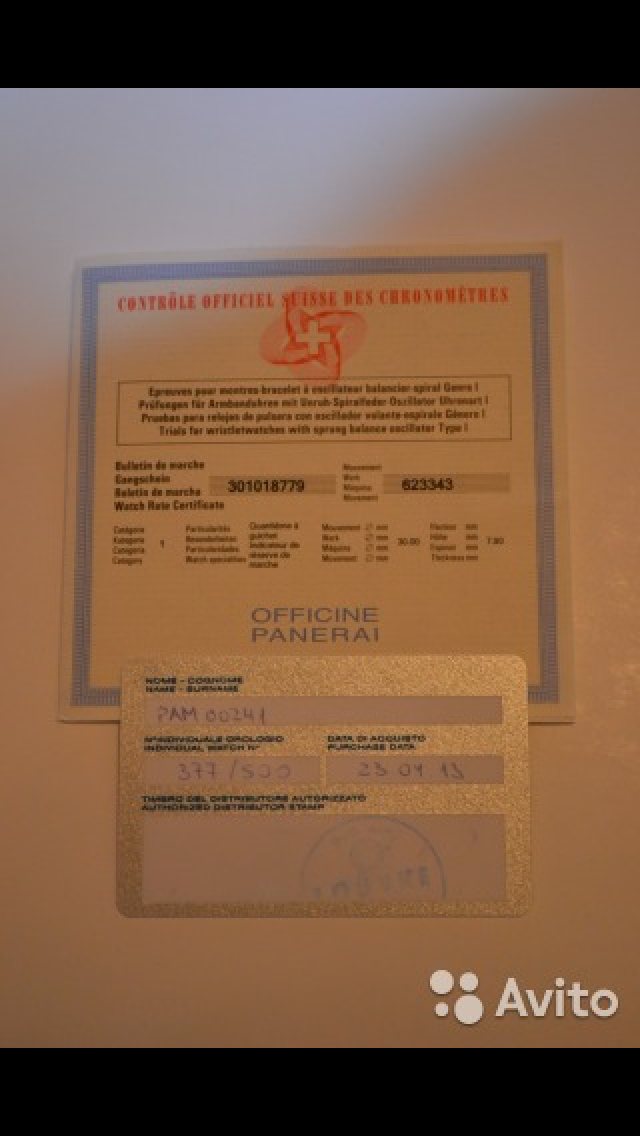 CONTRÔLE OFFICIEL SUISSE DES CHRONOMÈTRES
Epreuves pour montres-bracelet à oscillateur balancier-spiral Genre I
Prüfungen für Armbanduhren mit Unruh-Spiralfeder-Oszillator Uhrenart I
Pruebas para relojes de pulsera con oscilador volante-espirale Género I
Trials for wristletwatches with sprung balance oscillator Type I
Bulletin de marche
Gangschein
Boletin de marcha
Watch Rate Certificate
301018779
Mouvement
Werk
Máquina
Movement
623343
Catégorie
Kategorie
Categoria
Category
1
Particularités
Besonderheiten
Particularidades
Watch specialities
Quantième à
guichet
Indicateur de
réserve de
marche
Mouvement ∅ mm
Werk ∅ mm
Máquina ∅ mm
Movement ∅ mm
30.00
Hauteur mm
Höhe mm
Espesor mm
Thickness mm
7.90
OFFICINE
PANERAI
NOME - COGNOME
NAME - SURNAME
PAM 00241
N° INDIVIDUALE OROLOGIO
INDIVIDUAL WATCH N°
377 / 500
DATA DI ACQUISTO
PURCHASE DATA
23 04 13
TIMBRO DEL DISTRIBUTORE AUTORIZZATO
AUTHORIZED DISTRIBUTOR STAMP
Avito